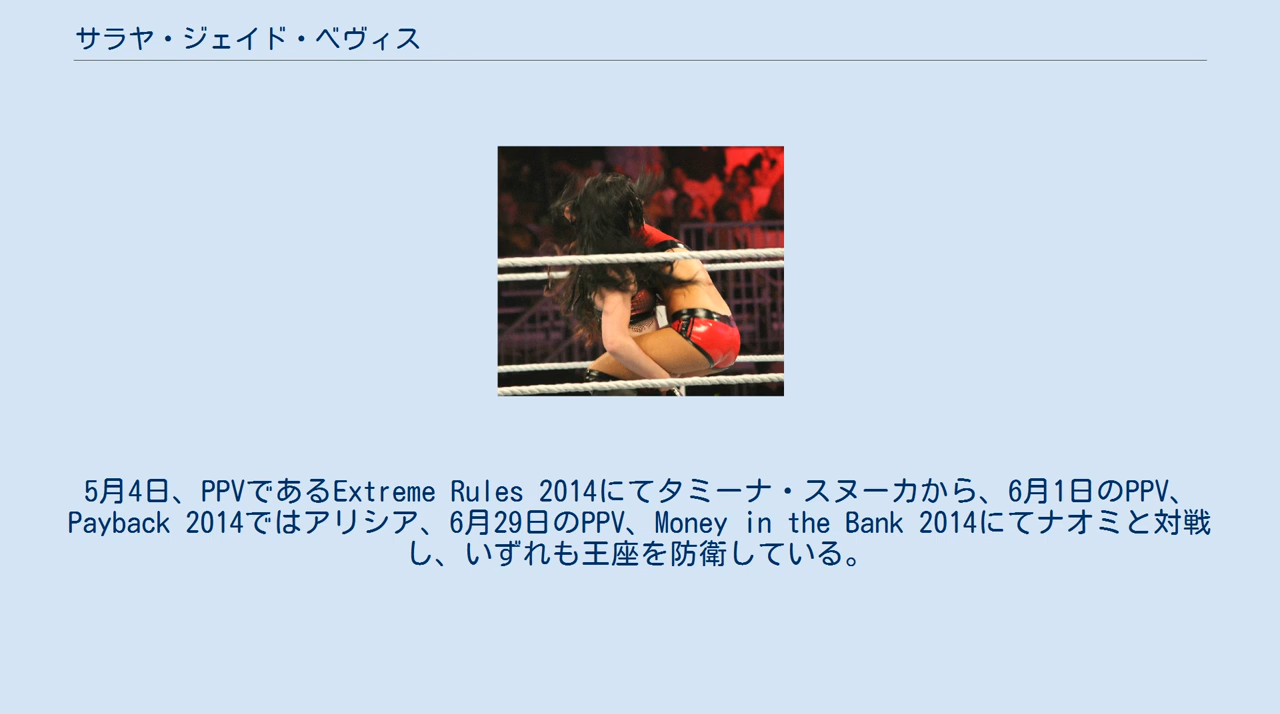 サラヤ・ジェイド・ベヴィス
5月4日、PPVであるExtreme Rules 2014にてタミーナ・スヌーカから、6月1日のPPV、
Payback 2014ではアリシア、6月29日のPPV、Money in the Bank 2014にてナオミと対戦
し、いずれも王座を防衛している。